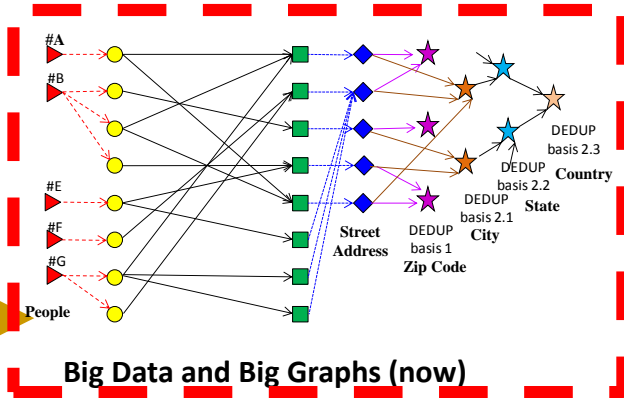 #A
#B
#E
#F
#G
People
Street
Address
DEDUP
basis 1
Zip Code
DEDUP
basis 2.1
City
DEDUP
basis 2.2
State
DEDUP
basis 2.3
Country
Big Data and Big Graphs (now)